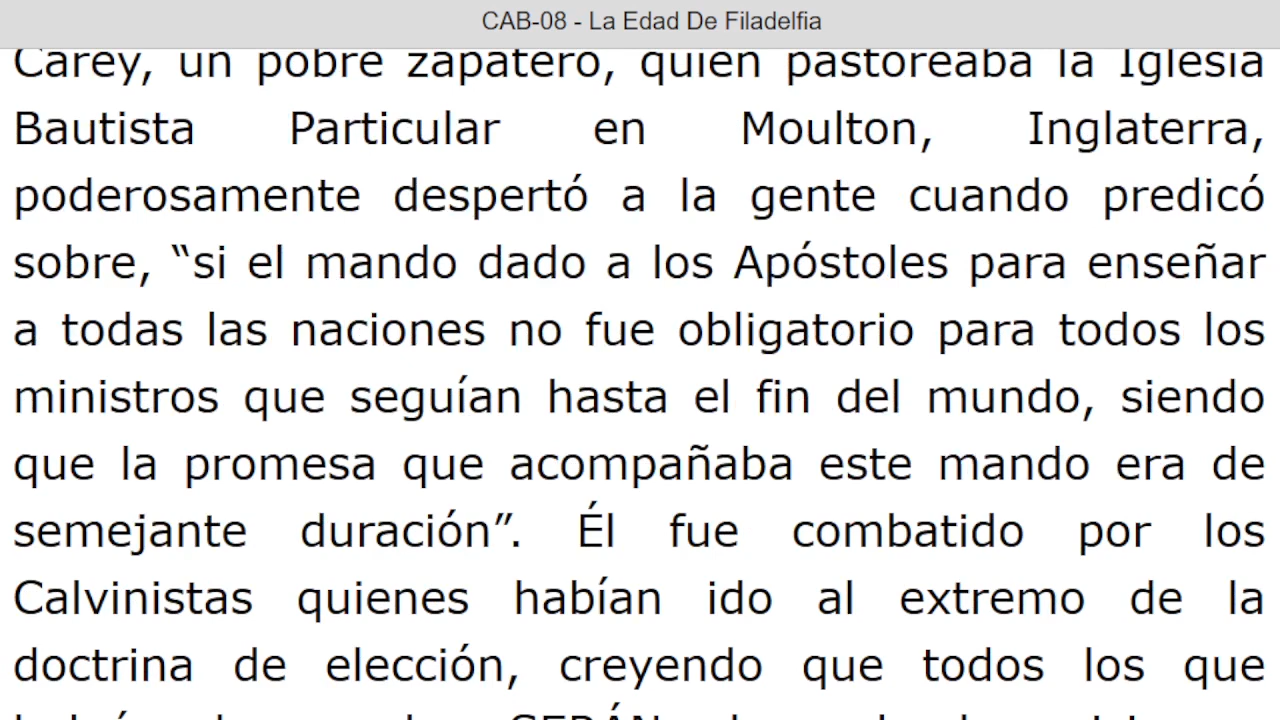 CAB-08 - La Edad De Filadelfia
Carey, un pobre zapatero, quien pastoreaba la Iglesia
Bautista Particular en Moulton, Inglaterra,
poderosamente despertó a la gente cuando predicó
sobre, “si el mando dado a los Apóstoles para enseñar
a todas las naciones no fue obligatorio para todos los
ministros que seguían hasta el fin del mundo, siendo
que la promesa que acompañaba este mando era de
semejante duración”. Él fue combatido por los
Calvinistas quienes habían ido al extremo de la
doctrina de elección, creyendo que todos los que
SERÁN